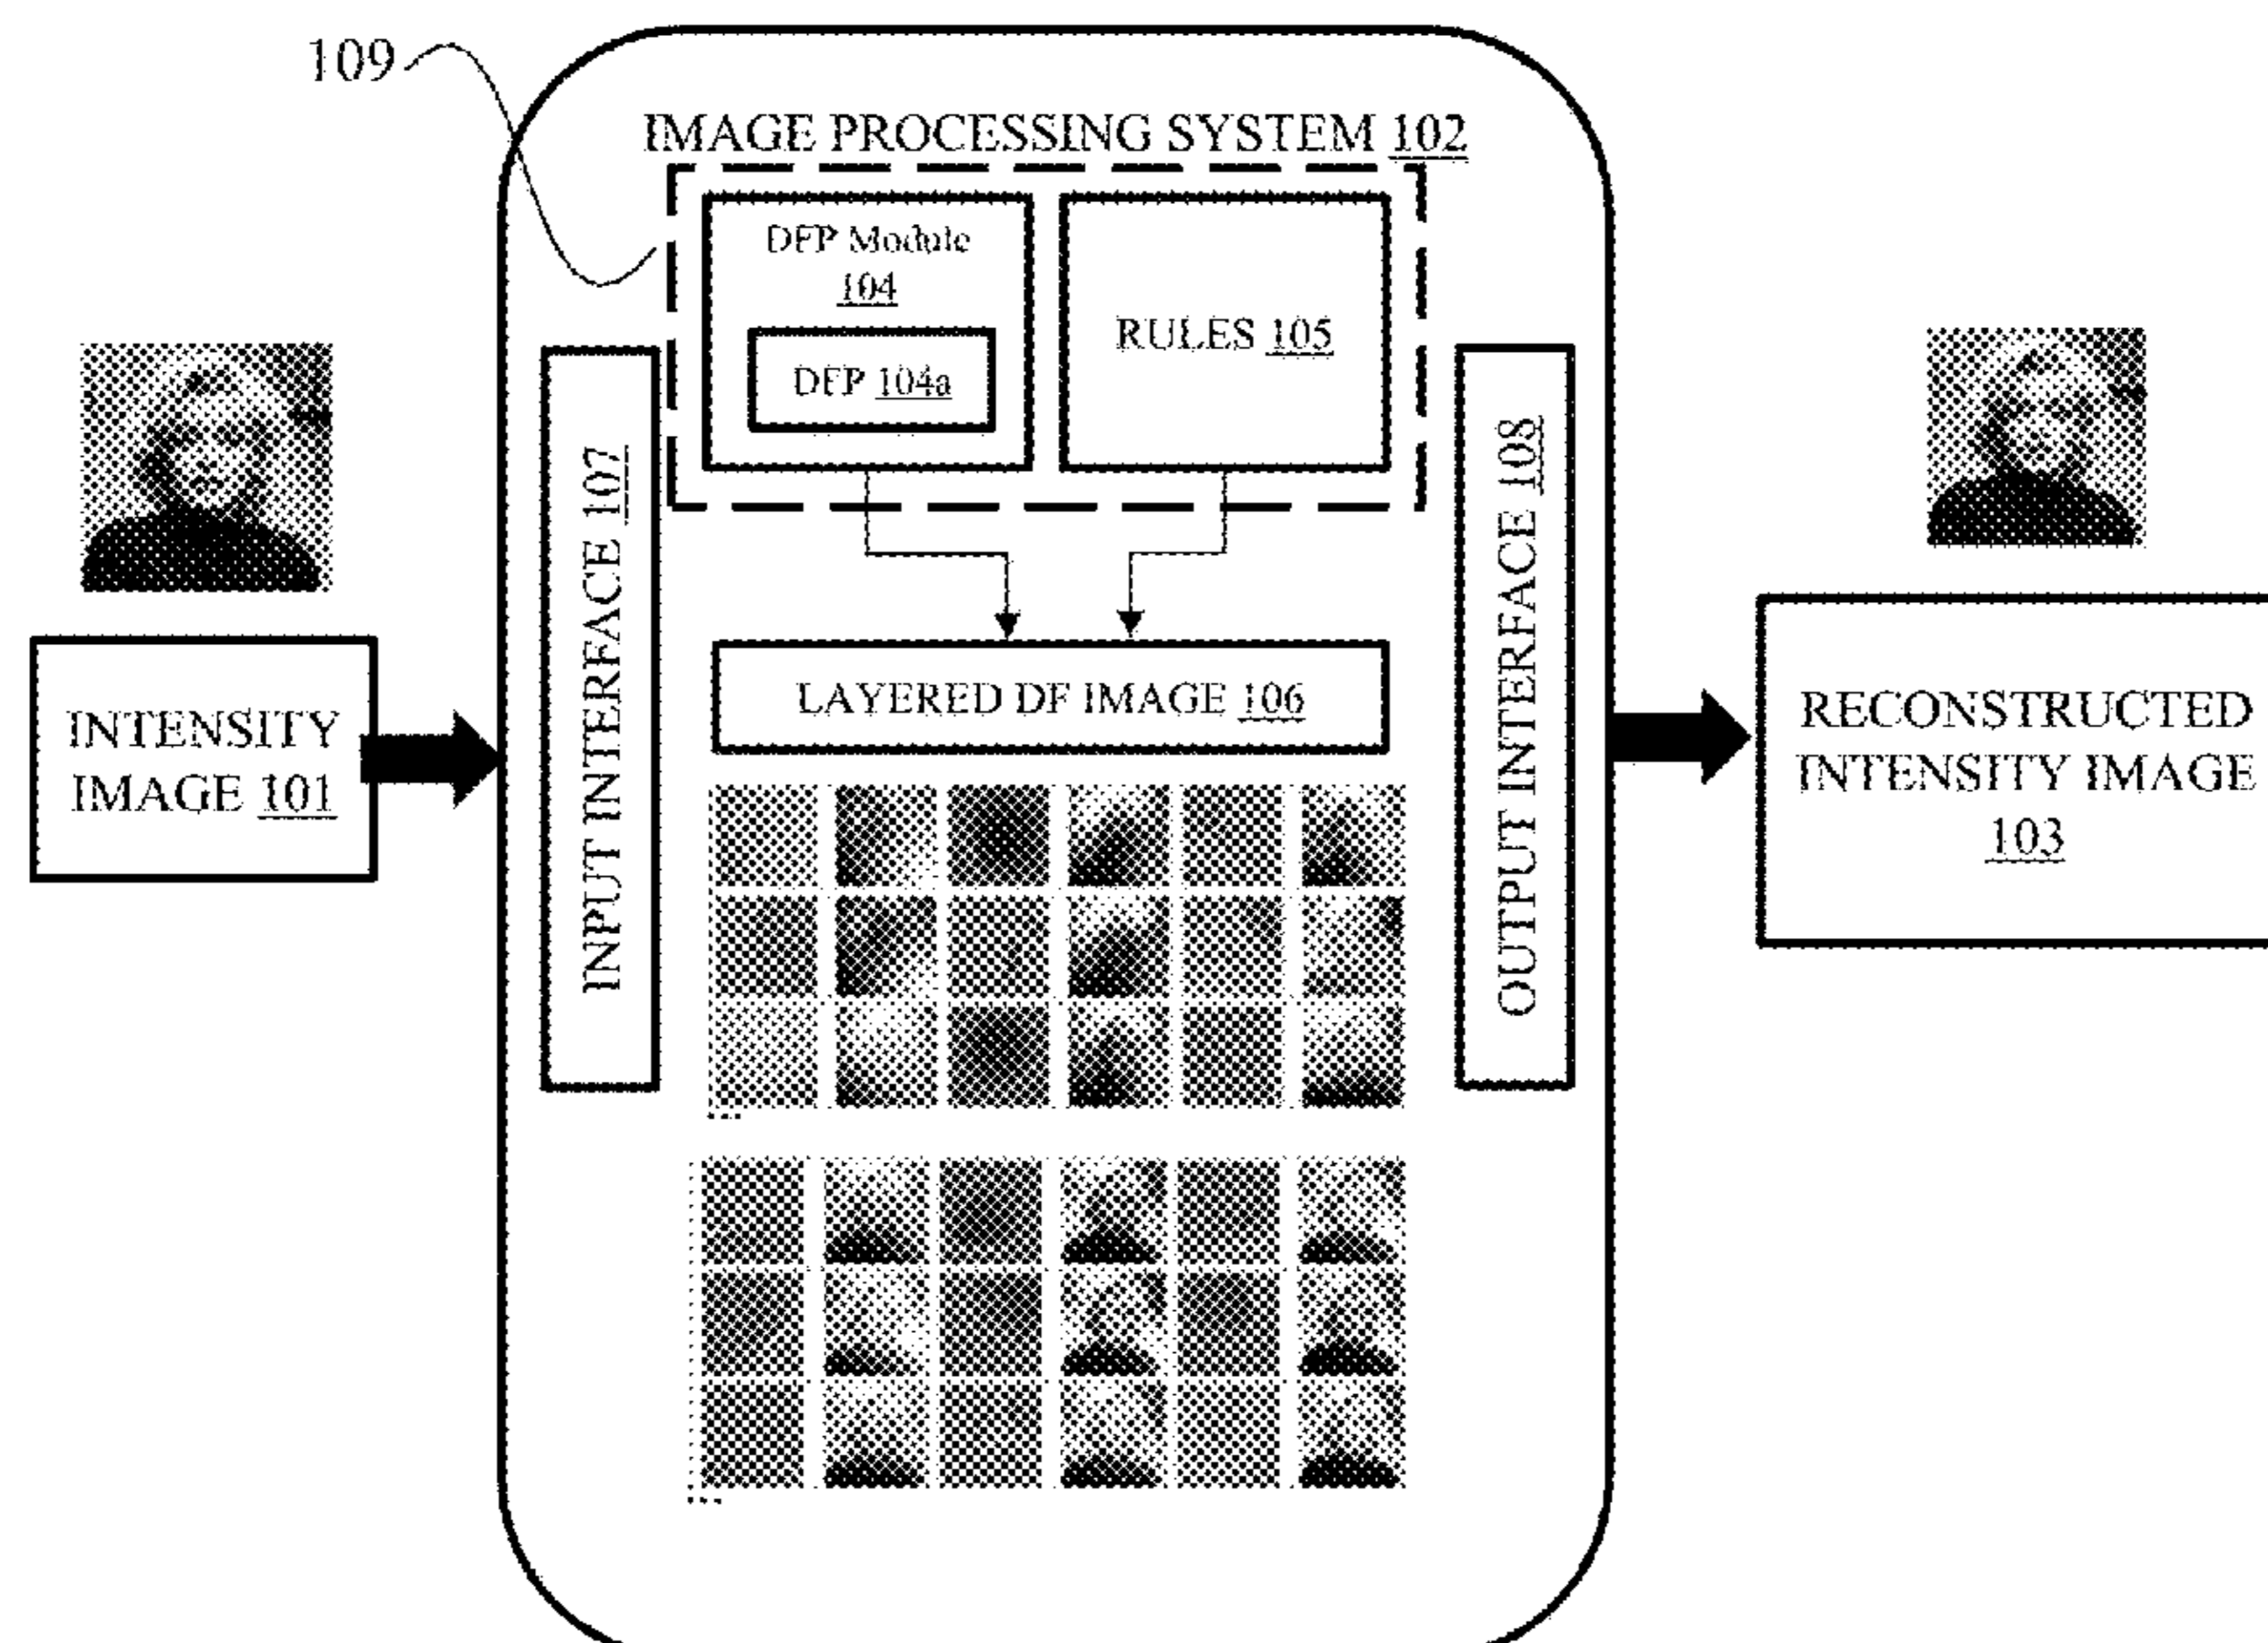 109
IMAGE PROCESSING SYSTEM 102
DFP Module
104
DFP 104a
RULES 105
INPUT INTERFACE 107
OUTPUT INTERFACE 108
LAYERED DF IMAGE 106
INTENSITY
IMAGE 101
RECONSTRUCTED
INTENSITY IMAGE
103